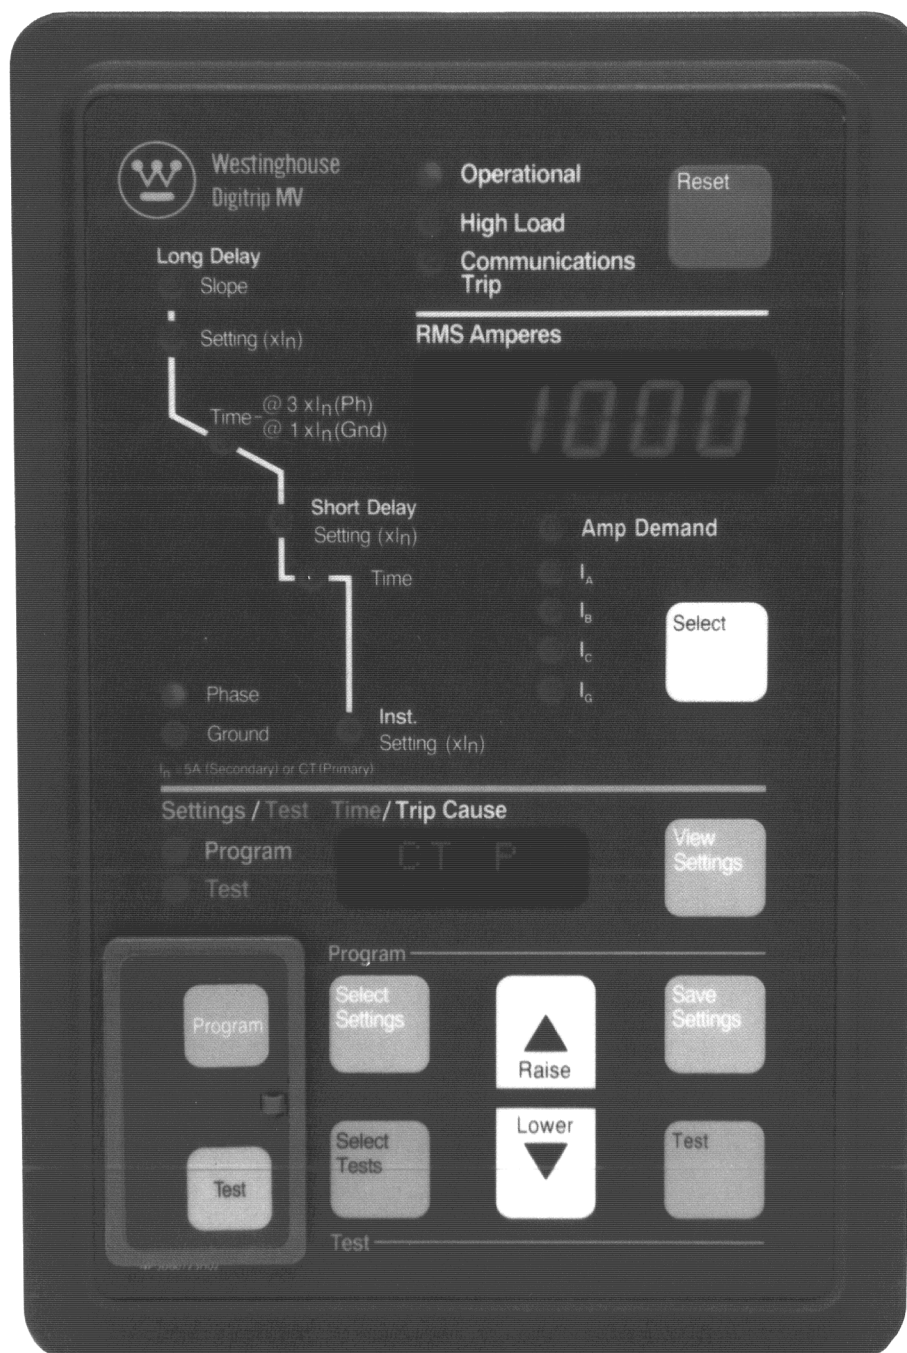 Westinghouse
Digitrip MV
Operational
High Load
Communications
Trip
Reset
Long Delay
Slope
Setting (xIn)
Time - @ 3 xIn (Ph)
@ 1 xIn (Gnd)
Short Delay
Setting (xIn)
Time
Phase
Ground
Inst.
Setting (xIn)
In = 5A (Secondary) or CT (Primary)
RMS Amperes
1000
Amp Demand
IA
IB
IC
IG
Select
Settings / Test Time / Trip Cause
Program
Test
CT P
View
Settings
Program
Program
Select
Settings
Raise
Save
Settings
Test
Select
Tests
Lower
Test
Test